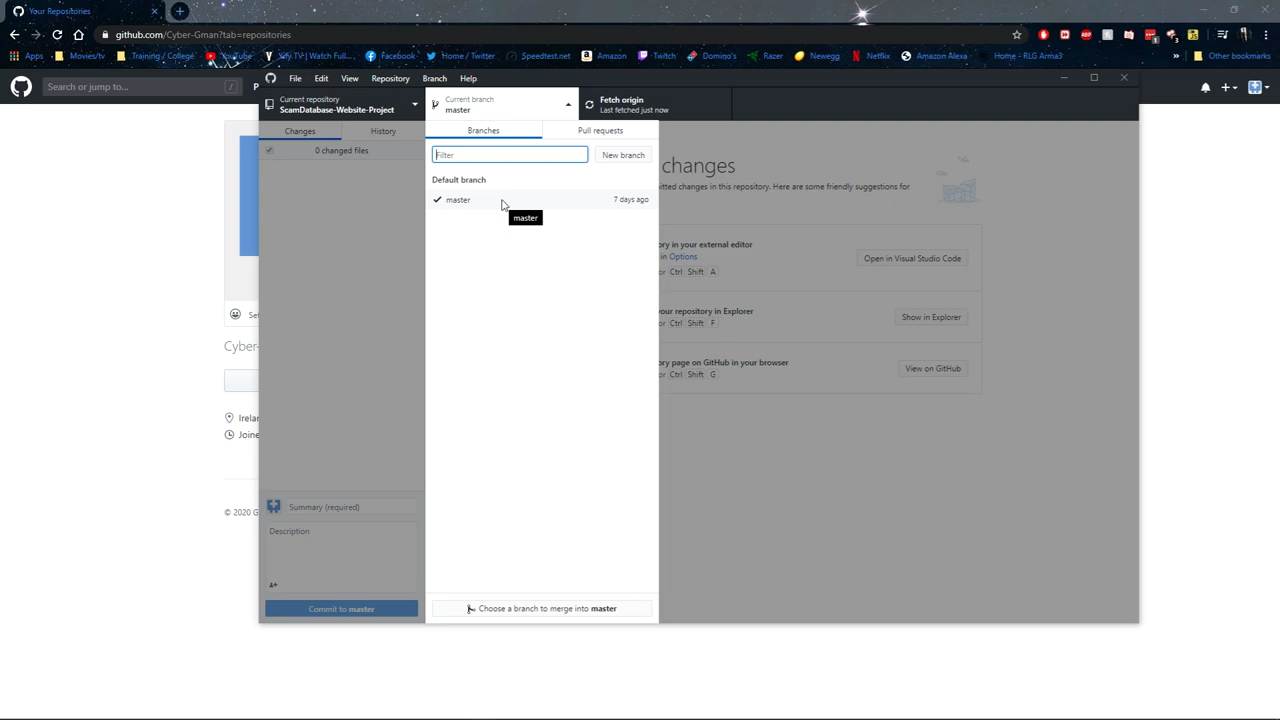 Your Repositories
github.com/Cyber-Gman?tab=repositories
Apps Movies/tv Training / College YouTube Yify TV | Watch Full... Facebook Home / Twitter Speedtest.net Amazon Twitch Domino's Razer Newegg Netflix Amazon Alexa Home - RLG Arma3 » Other bookmarks
Search or jump to... / P
File Edit View Repository Branch Help
Current repository
ScamDatabase-Website-Project
Current branch
master
Fetch origin
Last fetched just now
Changes History
Branches Pull requests
0 changed files
Filter New branch
changes
Default branch
itted changes in this repository. Here are some friendly suggestions for
master 7 days ago
master
ory in your external editor
in Options
or Ctrl Shift A
Open in Visual Studio Code
your repository in Explorer
or Ctrl Shift F
Show in Explorer
ory page on GitHub in your browser
or Ctrl Shift G
View on GitHub
Set
Cyber-
Irelan
Joine
© 2020 G
Summary (required)
Description
Commit to master
Choose a branch to merge into master